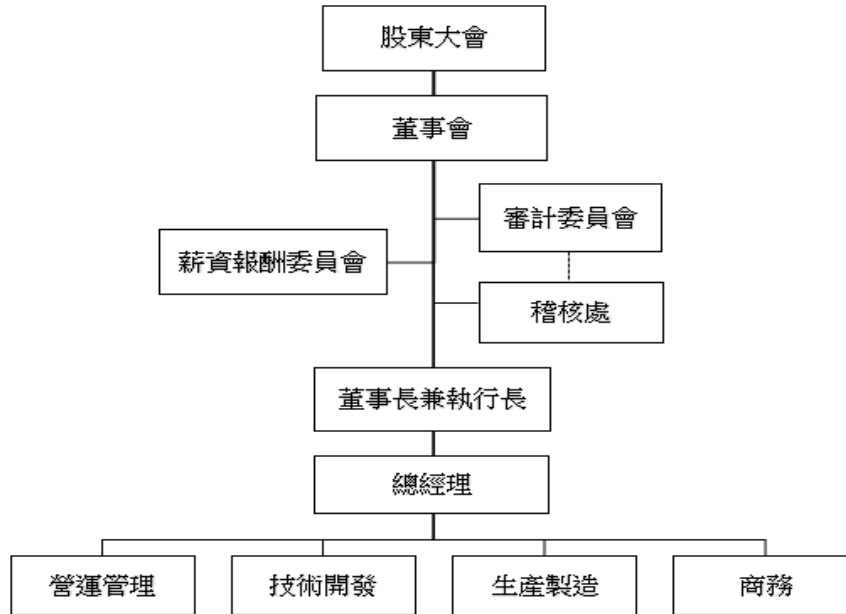 股東大會
董事會
審計委員會
薪資報酬委員會
稽核處
董事長兼執行長
總經理
營運管理
技術開發
生產製造
商務